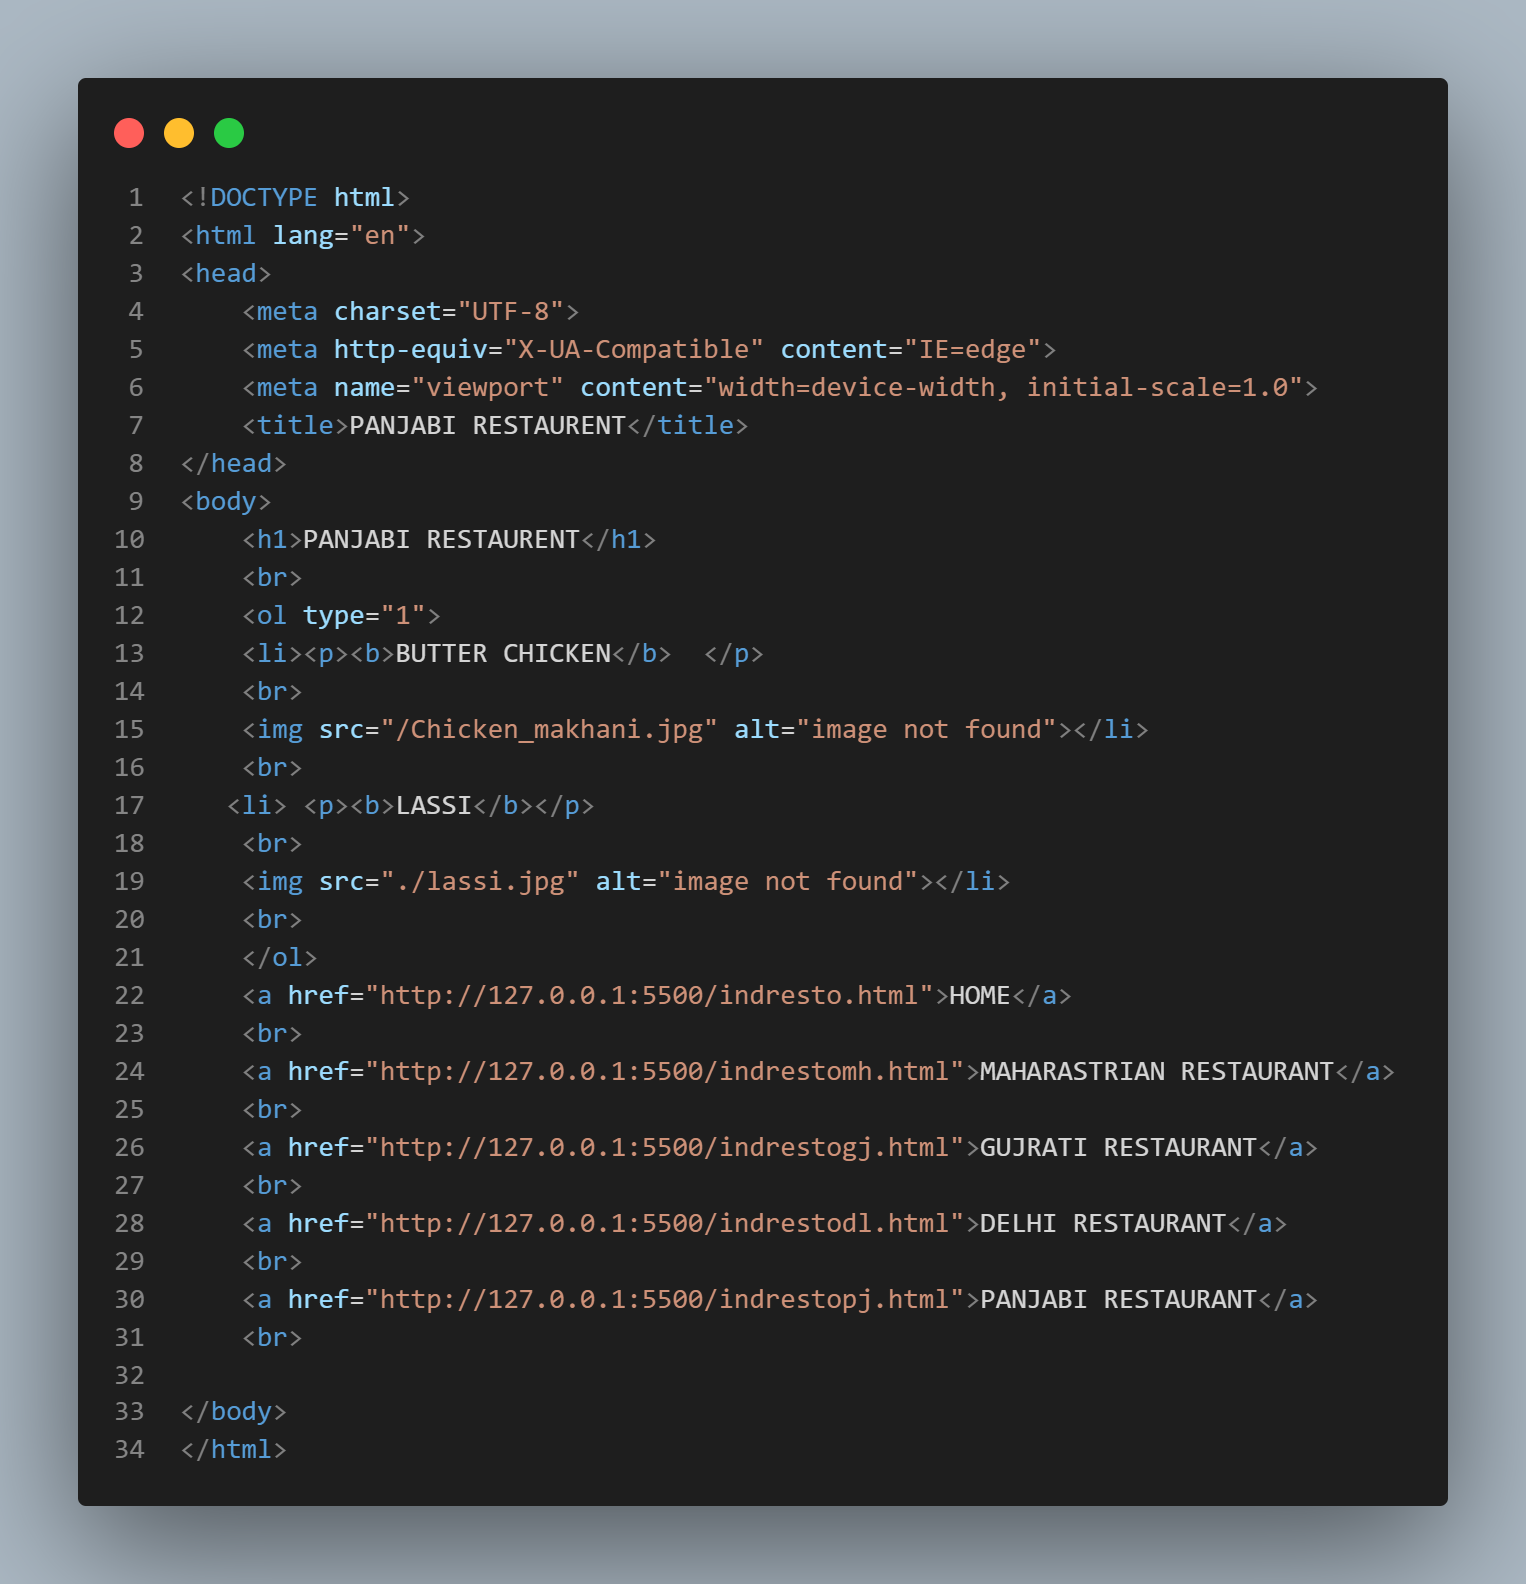 1 <!DOCTYPE html>
2 <html lang="en">
3 <head>
4     <meta charset="UTF-8">
5     <meta http-equiv="X-UA-Compatible" content="IE=edge">
6     <meta name="viewport" content="width=device-width, initial-scale=1.0">
7     <title>PANJABI RESTAURENT</title>
8 </head>
9 <body>
10     <h1>PANJABI RESTAURENT</h1>
11     <br>
12     <ol type="1">
13     <li><p><b>BUTTER CHICKEN</b>  </p>
14     <br>
15     <img src="/Chicken_makhani.jpg" alt="image not found"></li>
16     <br>
17    <li> <p><b>LASSI</b></p>
18     <br>
19     <img src="./lassi.jpg" alt="image not found"></li>
20     <br>
21     </ol>
22     <a href="http://127.0.0.1:5500/indresto.html">HOME</a>
23     <br>
24     <a href="http://127.0.0.1:5500/indrestomh.html">MAHARASTRIAN RESTAURANT</a>
25     <br>
26     <a href="http://127.0.0.1:5500/indrestogj.html">GUJRATI RESTAURANT</a>
27     <br>
28     <a href="http://127.0.0.1:5500/indrestodl.html">DELHI RESTAURANT</a>
29     <br>
30     <a href="http://127.0.0.1:5500/indrestopj.html">PANJABI RESTAURANT</a>
31     <br>
32
33 </body>
34 </html>